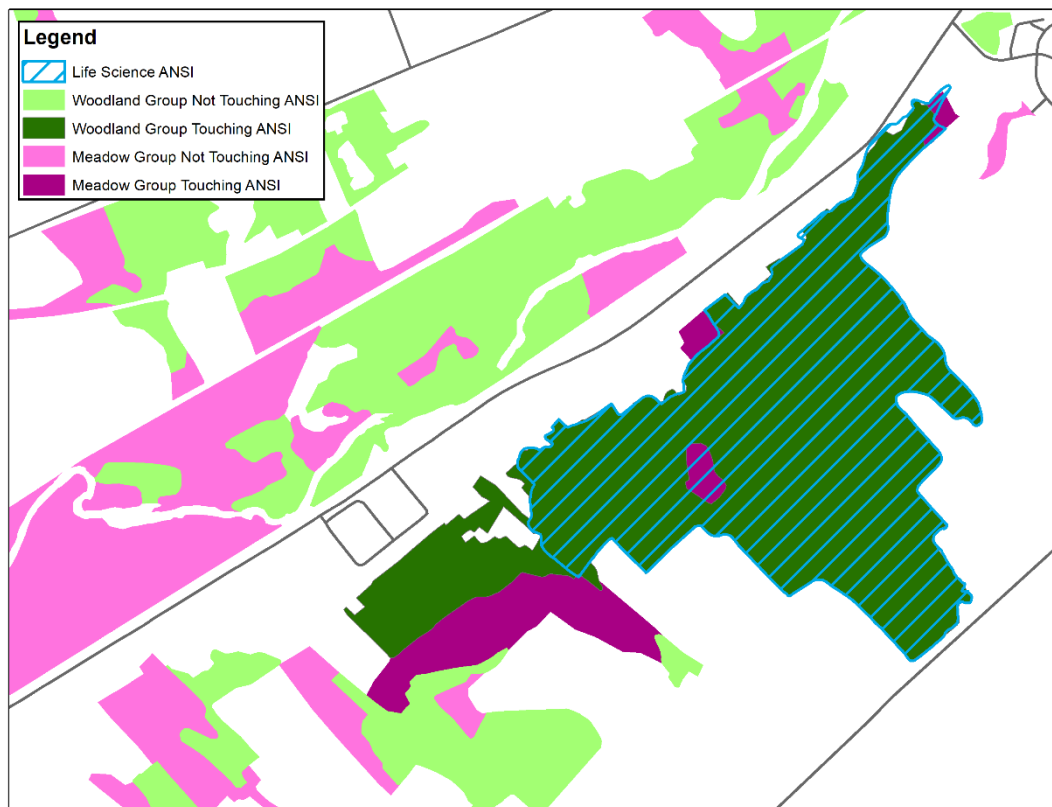 Legend
Life Science ANSI
Woodland Group Not Touching ANSI
Woodland Group Touching ANSI
Meadow Group Not Touching ANSI
Meadow Group Touching ANSI